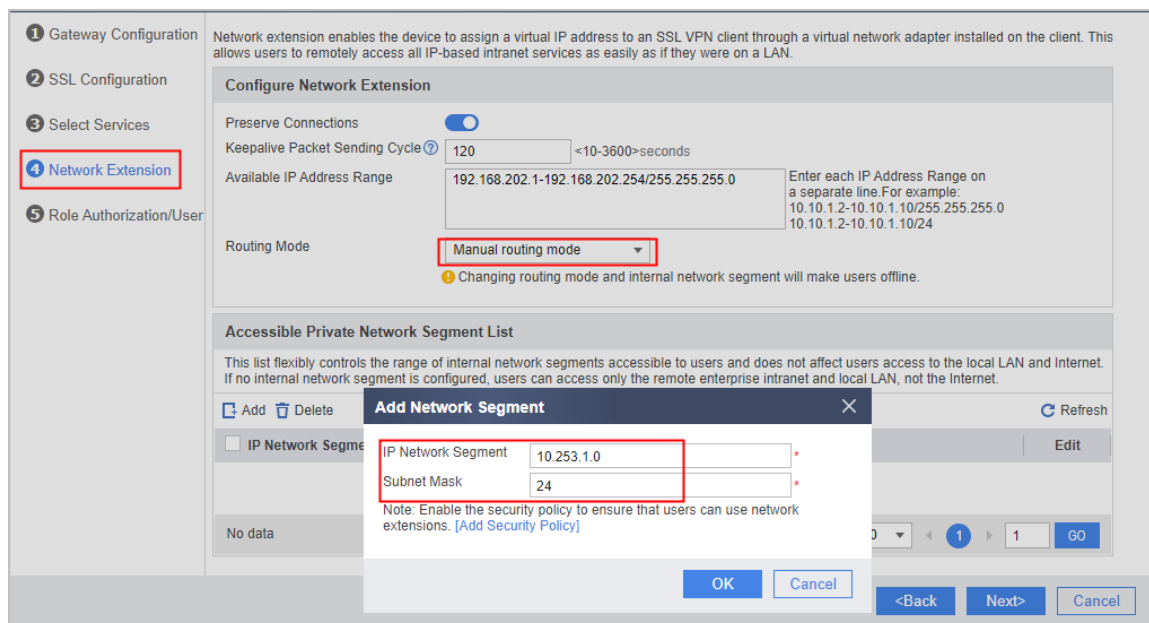 1 Gateway Configuration
2 SSL Configuration
3 Select Services
4 Network Extension
5 Role Authorization/User
Network extension enables the device to assign a virtual IP address to an SSL VPN client through a virtual network adapter installed on the client. This
allows users to remotely access all IP-based intranet services as easily as if they were on a LAN.
Configure Network Extension
Preserve Connections
Keepalive Packet Sending Cycle ? 120 <10-3600>seconds
Available IP Address Range 192.168.202.1-192.168.202.254/255.255.255.0
Enter each IP Address Range on
a separate line.For example:
10.10.1.2-10.10.1.10/255.255.255.0
10.10.1.2-10.10.1.10/24
Routing Mode Manual routing mode
Changing routing mode and internal network segment will make users offline.
Accessible Private Network Segment List
This list flexibly controls the range of internal network segments accessible to users and does not affect users access to the local LAN and Internet.
If no internal network segment is configured, users can access only the remote enterprise intranet and local LAN, not the Internet.
Add Delete Refresh
IP Network Segme Edit
No data 1 1 GO
Add Network Segment
IP Network Segment 10.253.1.0 *
Subnet Mask 24 *
Note: Enable the security policy to ensure that users can use network
extensions. [Add Security Policy]
OK Cancel
<Back Next> Cancel